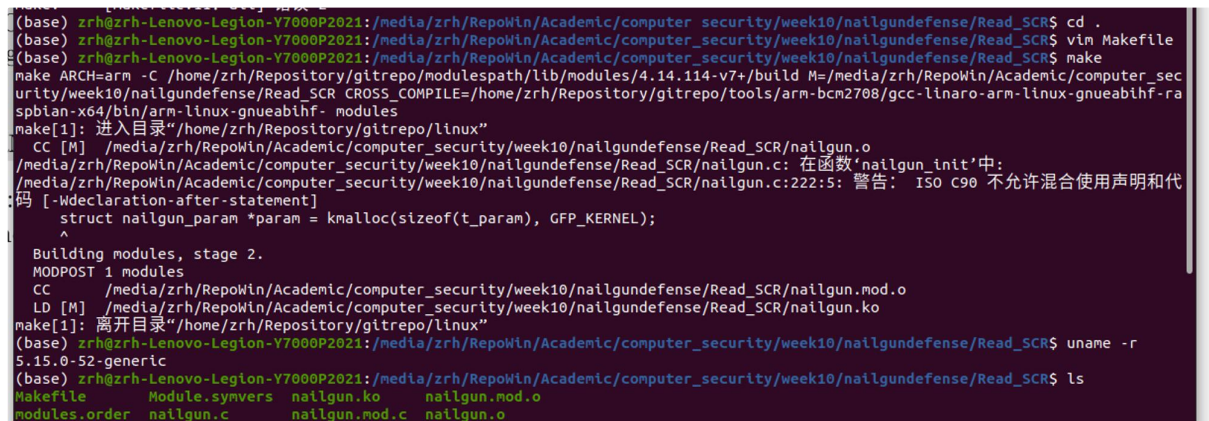 (base) zrh@zrh-Lenovo-Legion-Y7000P2021:/media/zrh/RepoWin/Academic/computer_security/week10/nailgundefense/Read_SCR$ cd .
(base) zrh@zrh-Lenovo-Legion-Y7000P2021:/media/zrh/RepoWin/Academic/computer_security/week10/nailgundefense/Read_SCR$ vim Makefile
(base) zrh@zrh-Lenovo-Legion-Y7000P2021:/media/zrh/RepoWin/Academic/computer_security/week10/nailgundefense/Read_SCR$ make
make ARCH=arm -C /home/zrh/Repository/gitrepo/modulespath/lib/modules/4.14.114-v7+/build M=/media/zrh/RepoWin/Academic/computer_sec
urity/week10/nailgundefense/Read_SCR CROSS_COMPILE=/home/zrh/Repository/gitrepo/tools/arm-bcm2708/gcc-linaro-arm-linux-gnueabihf-ra
spbian-x64/bin/arm-linux-gnueabihf- modules
make[1]: 进入目录“/home/zrh/Repository/gitrepo/linux”
CC [M] /media/zrh/RepoWin/Academic/computer_security/week10/nailgundefense/Read_SCR/nailgun.o
/media/zrh/RepoWin/Academic/computer_security/week10/nailgundefense/Read_SCR/nailgun.c: 在函数‘nailgun_init’中:
/media/zrh/RepoWin/Academic/computer_security/week10/nailgundefense/Read_SCR/nailgun.c:222:5: 警告： ISO C90 不允许混合使用声明和代
码 [-Wdeclaration-after-statement]
struct nailgun_param *param = kmalloc(sizeof(t_param), GFP_KERNEL);
^
Building modules, stage 2.
MODPOST 1 modules
CC /media/zrh/RepoWin/Academic/computer_security/week10/nailgundefense/Read_SCR/nailgun.mod.o
LD [M] /media/zrh/RepoWin/Academic/computer_security/week10/nailgundefense/Read_SCR/nailgun.ko
make[1]: 离开目录“/home/zrh/Repository/gitrepo/linux”
(base) zrh@zrh-Lenovo-Legion-Y7000P2021:/media/zrh/RepoWin/Academic/computer_security/week10/nailgundefense/Read_SCR$ uname -r
5.15.0-52-generic
(base) zrh@zrh-Lenovo-Legion-Y7000P2021:/media/zrh/RepoWin/Academic/computer_security/week10/nailgundefense/Read_SCR$ ls
Makefile Module.symvers nailgun.ko nailgun.mod.o
modules.order nailgun.c nailgun.mod.c nailgun.o